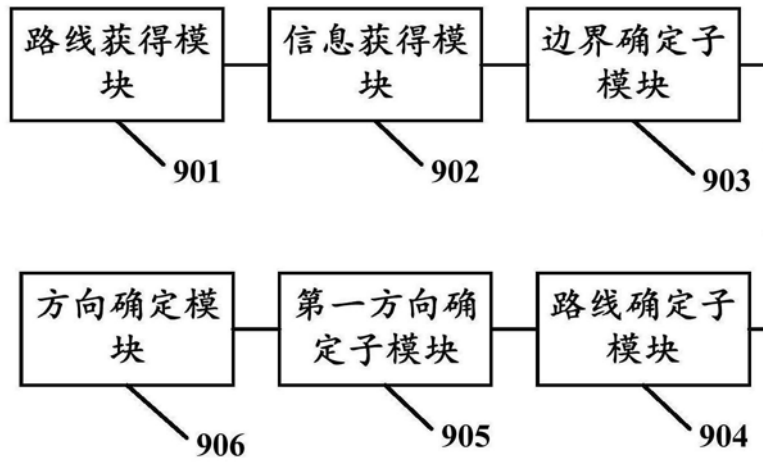 路线获得模
块
信息获得模
块
边界确定子
模块
901
902
903
方向确定模
块
第一方向确
定子模块
路线确定子
模块
906
905
904